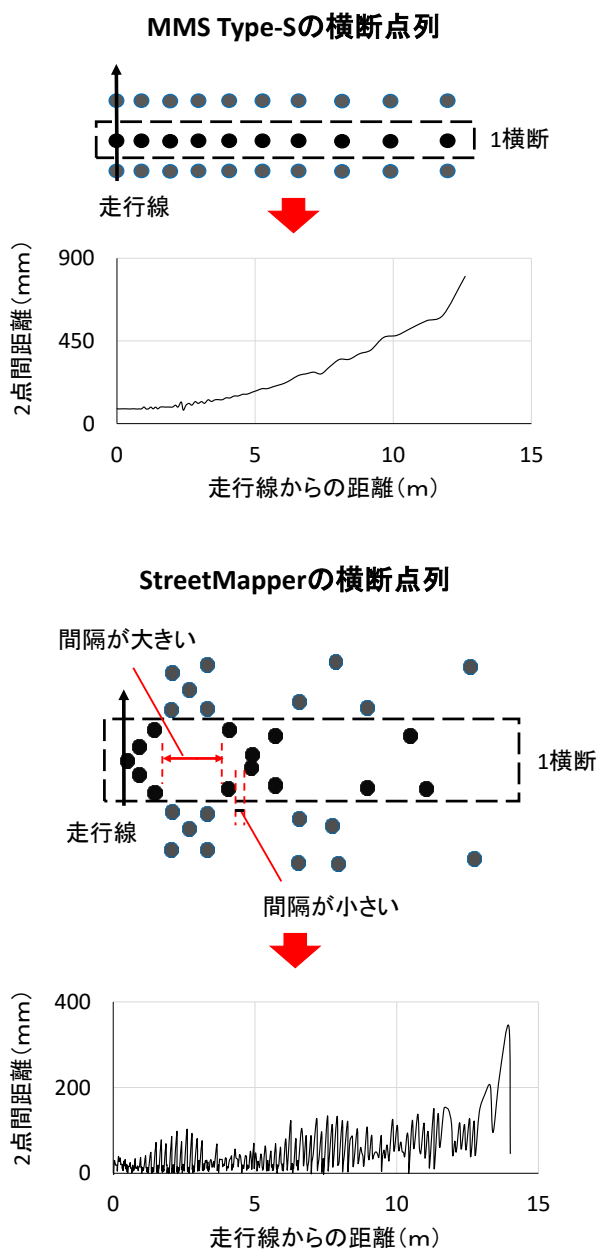 MMS Type-Sの横断点列
1横断
走行線
2点間距離(mm)
900
450
0
0
5
10
15
走行線からの距離(m)
StreetMapperの横断点列
間隔が大きい
1横断
走行線
間隔が小さい
2点間距離(mm)
400
200
0
0
5
10
15
走行線からの距離(m)